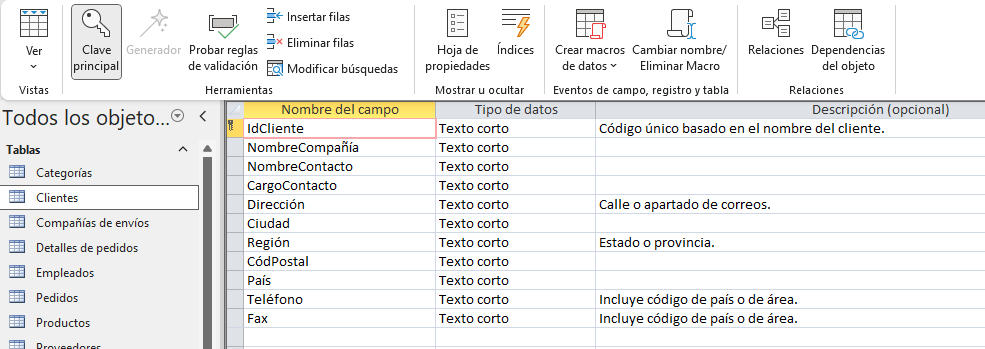 Ver
Clave principal
Generador
Probar reglas de validación
Insertar filas
Eliminar filas
Modificar búsquedas
Hoja de propiedades
Índices
Crear macros de datos
Cambiar nombre/ Eliminar Macro
Relaciones
Dependencias del objeto
Vistas
Herramientas
Mostrar u ocultar
Eventos de campo, registro y tabla
Relaciones
Todos los objeto...
Tablas
Categorías
Clientes
Compañías de envíos
Detalles de pedidos
Empleados
Pedidos
Productos
Proveedores
Nombre del campo Tipo de datos Descripción (opcional)
IdCliente Texto corto Código único basado en el nombre del cliente.
NombreCompañía Texto corto
NombreContacto Texto corto
CargoContacto Texto corto
Dirección Texto corto Calle o apartado de correos.
Ciudad Texto corto
Región Texto corto Estado o provincia.
CódPostal Texto corto
País Texto corto
Teléfono Texto corto Incluye código de país o de área.
Fax Texto corto Incluye código de país o de área.